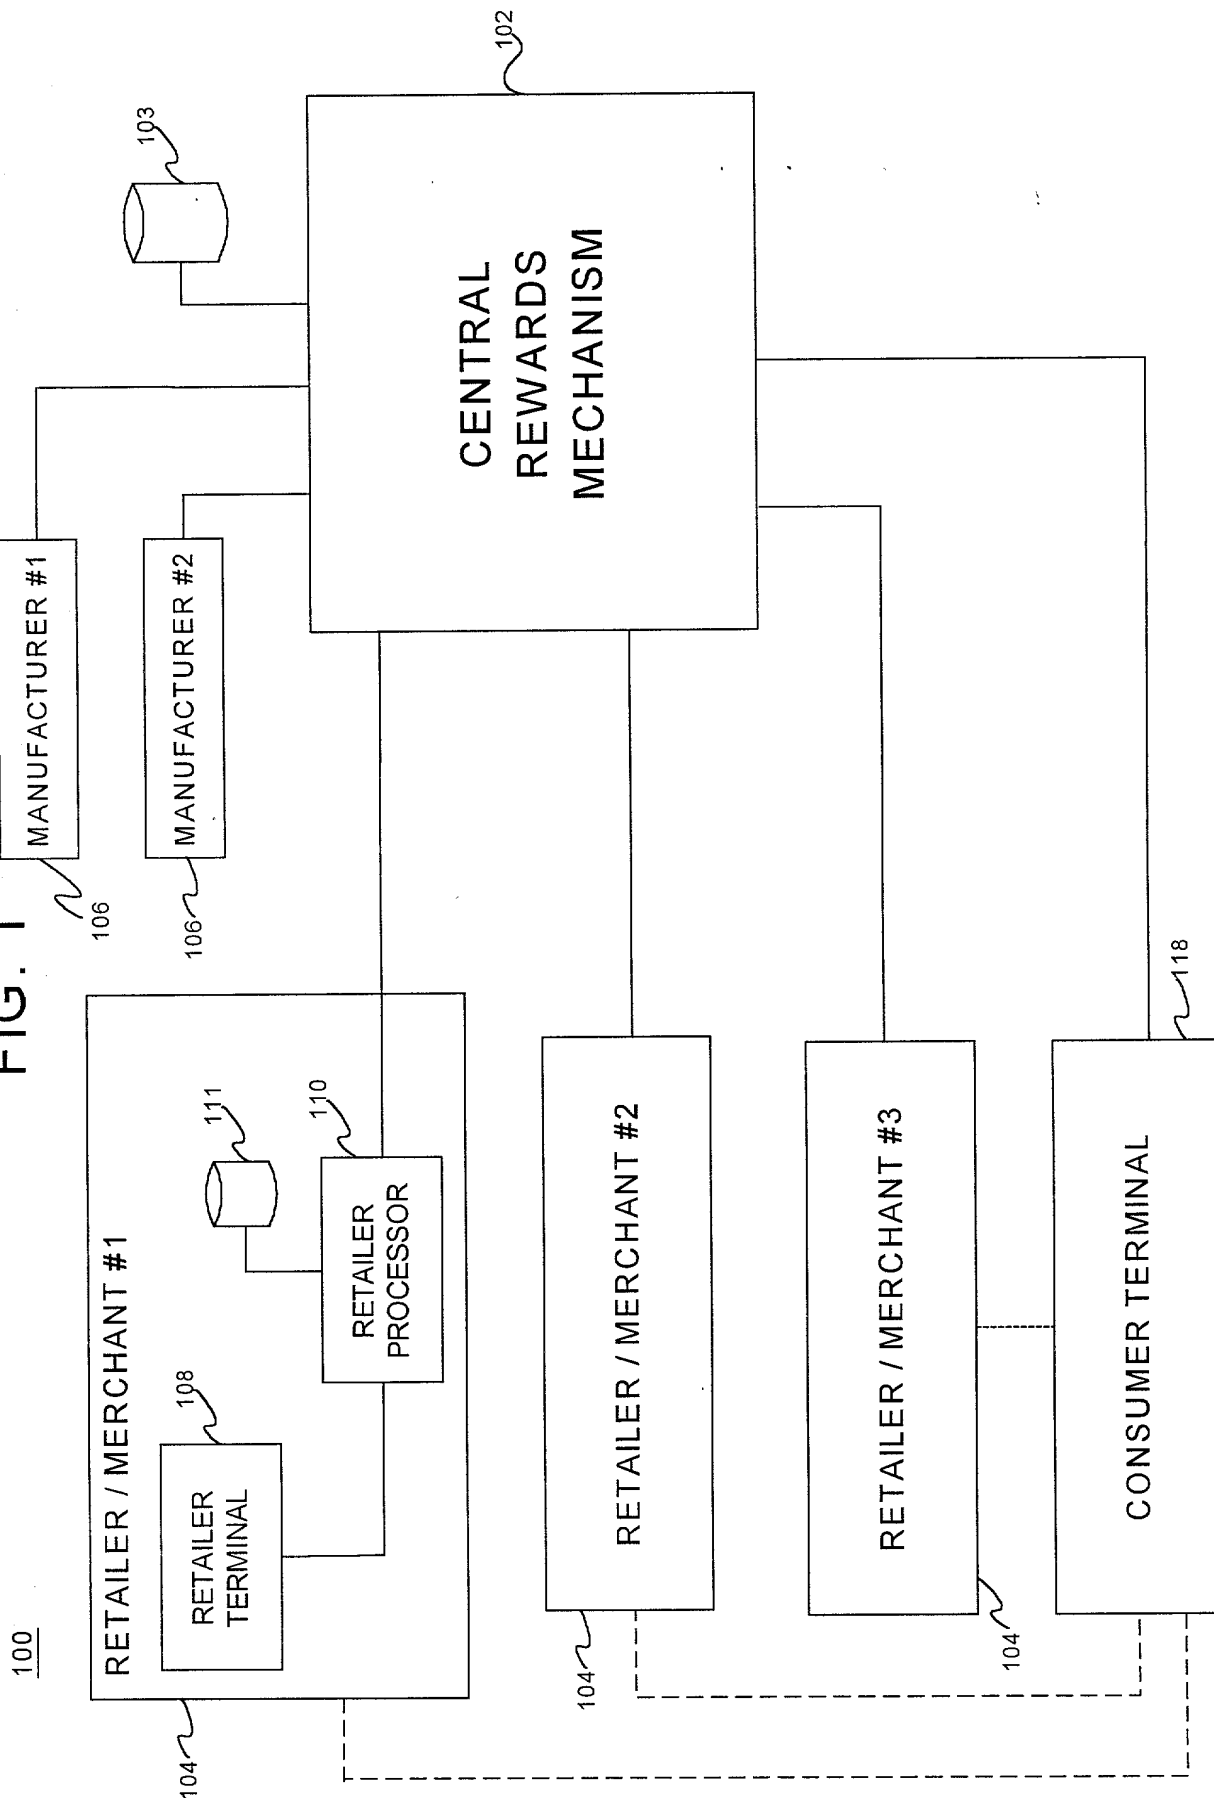 FIG. 1
100
RETAILER / MERCHANT #1
104
RETAILER
TERMINAL
108
RETAILER
PROCESSOR
110
111
MANUFACTURER #1
106
MANUFACTURER #2
106
103
CENTRAL
REWARDS
MECHANISM
102
RETAILER / MERCHANT #2
104
RETAILER / MERCHANT #3
104
CONSUMER TERMINAL
118